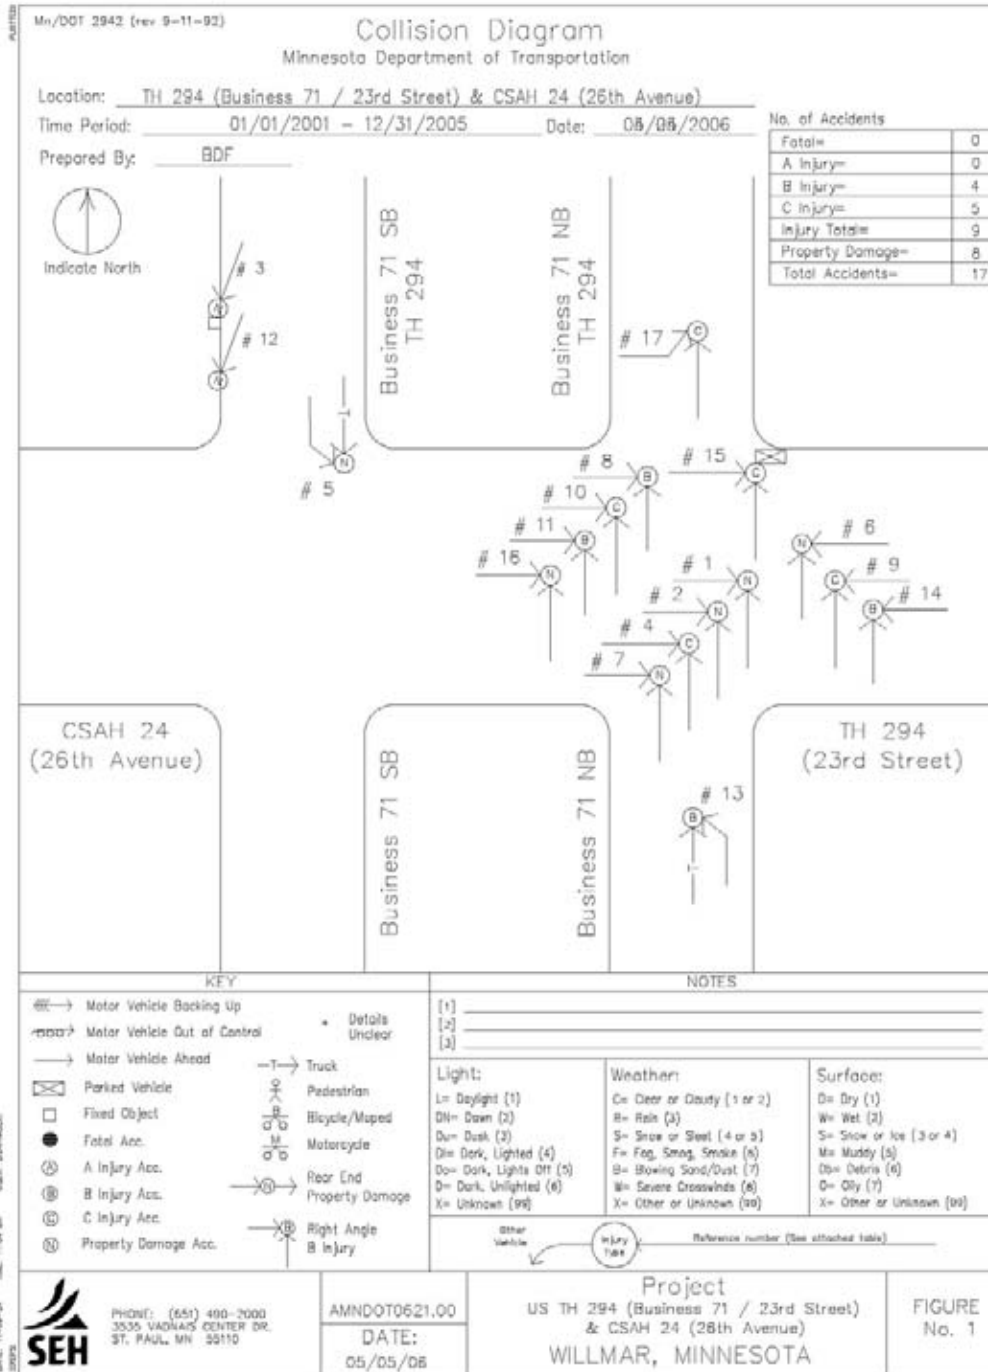 Mn/DOT 2942 (rev 9-11-92)
Collision Diagram
Minnesota Department of Transportation
Location: TH 294 (Business 71 / 23rd Street) & CSAH 24 (26th Avenue)
Time Period: 01/01/2001 - 12/31/2005 Date: /2006
Prepared By: BDF
No. of Accidents
Fatal= 0
A Injury= 0
B Injury= 4
C Injury= 5
Injury Total= 9
Property Damage= 8
Total Accidents= 17
Indicate North
Business 71 SB
TH 294
Business 71 NB
TH 294
# 3
N
# 12
N
# 5
T
N
# 17
C
# 8
B
# 15
C
# 10
C
# 11
B
# 16
N
# 6
N
# 1
N
# 9
C
# 2
N
# 14
B
# 4
C
# 7
N
CSAH 24
(26th Avenue)
TH 294
(23rd Street)
Business 71 SB
Business 71 NB
# 13
B
T
KEY
Motor Vehicle Backing Up
Motor Vehicle Out of Control
Motor Vehicle Ahead
Parked Vehicle
Fixed Object
Fatal Acc.
A A Injury Acc.
B B Injury Acc.
C C Injury Acc.
N Property Damage Acc.
* Details
Unclear
T Truck
Pedestrian
B Bicycle/Moped
M Motorcycle
N Rear End
Property Damage
B Right Angle
B Injury
NOTES
[1]
[2]
[3]
Light:
L= Daylight (1)
DN= Dawn (2)
Du= Dusk (3)
Dl= Dark, Lighted (4)
Do= Dark, Lights Off (5)
D= Dark, Unlighted (6)
X= Unknown (99)
Weather:
C= Clear or Cloudy (1 or 2)
R= Rain (3)
S= Snow or Sleet (4 or 5)
F= Fog, Smog, Smoke (6)
B= Blowing Sand/Dust (7)
W= Severe Crosswinds (8)
X= Other or Unknown (99)
Surface:
D= Dry (1)
W= Wet (2)
S= Snow or Ice (3 or 4)
M= Muddy (5)
Db= Debris (6)
O= Oily (7)
X= Other or Unknown (99)
Other
Vehicle
Injury
Type
Reference number (See attached table)
SEH
PHONE: (651) 490-2000
3535 VADNAIS CENTER DR.
ST. PAUL, MN 55110
AMNDOT0621.00
DATE:
05/05/06
Project
US TH 294 (Business 71 / 23rd Street)
& CSAH 24 (26th Avenue)
WILLMAR, MINNESOTA
FIGURE
No. 1